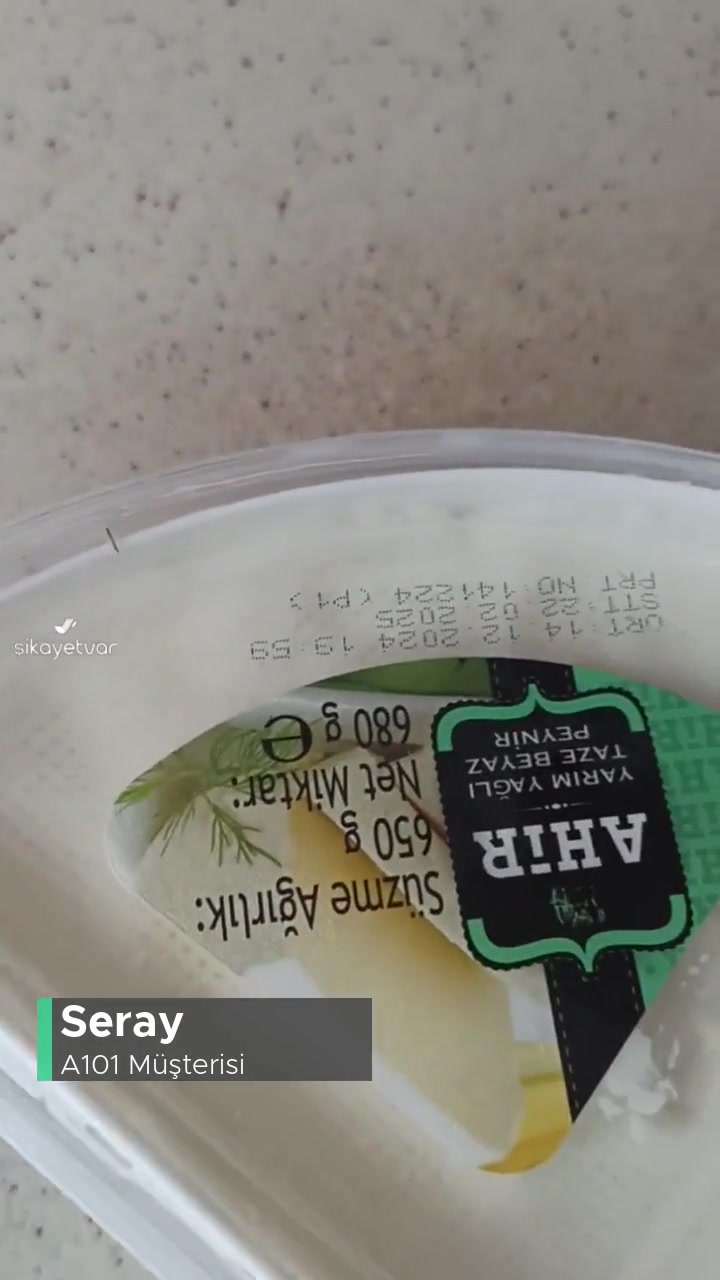 ÜRT: 14.12.2024 19:59
STT: 22.02.2025
PRT NO:141224 (P1)
şikayetvar
AHİR
YARIM YAĞLI
TAZE BEYAZ
PEYNİR
Süzme Ağırlık:
650 g
Net Miktar:
680 g e
Seray
A101 Müşterisi